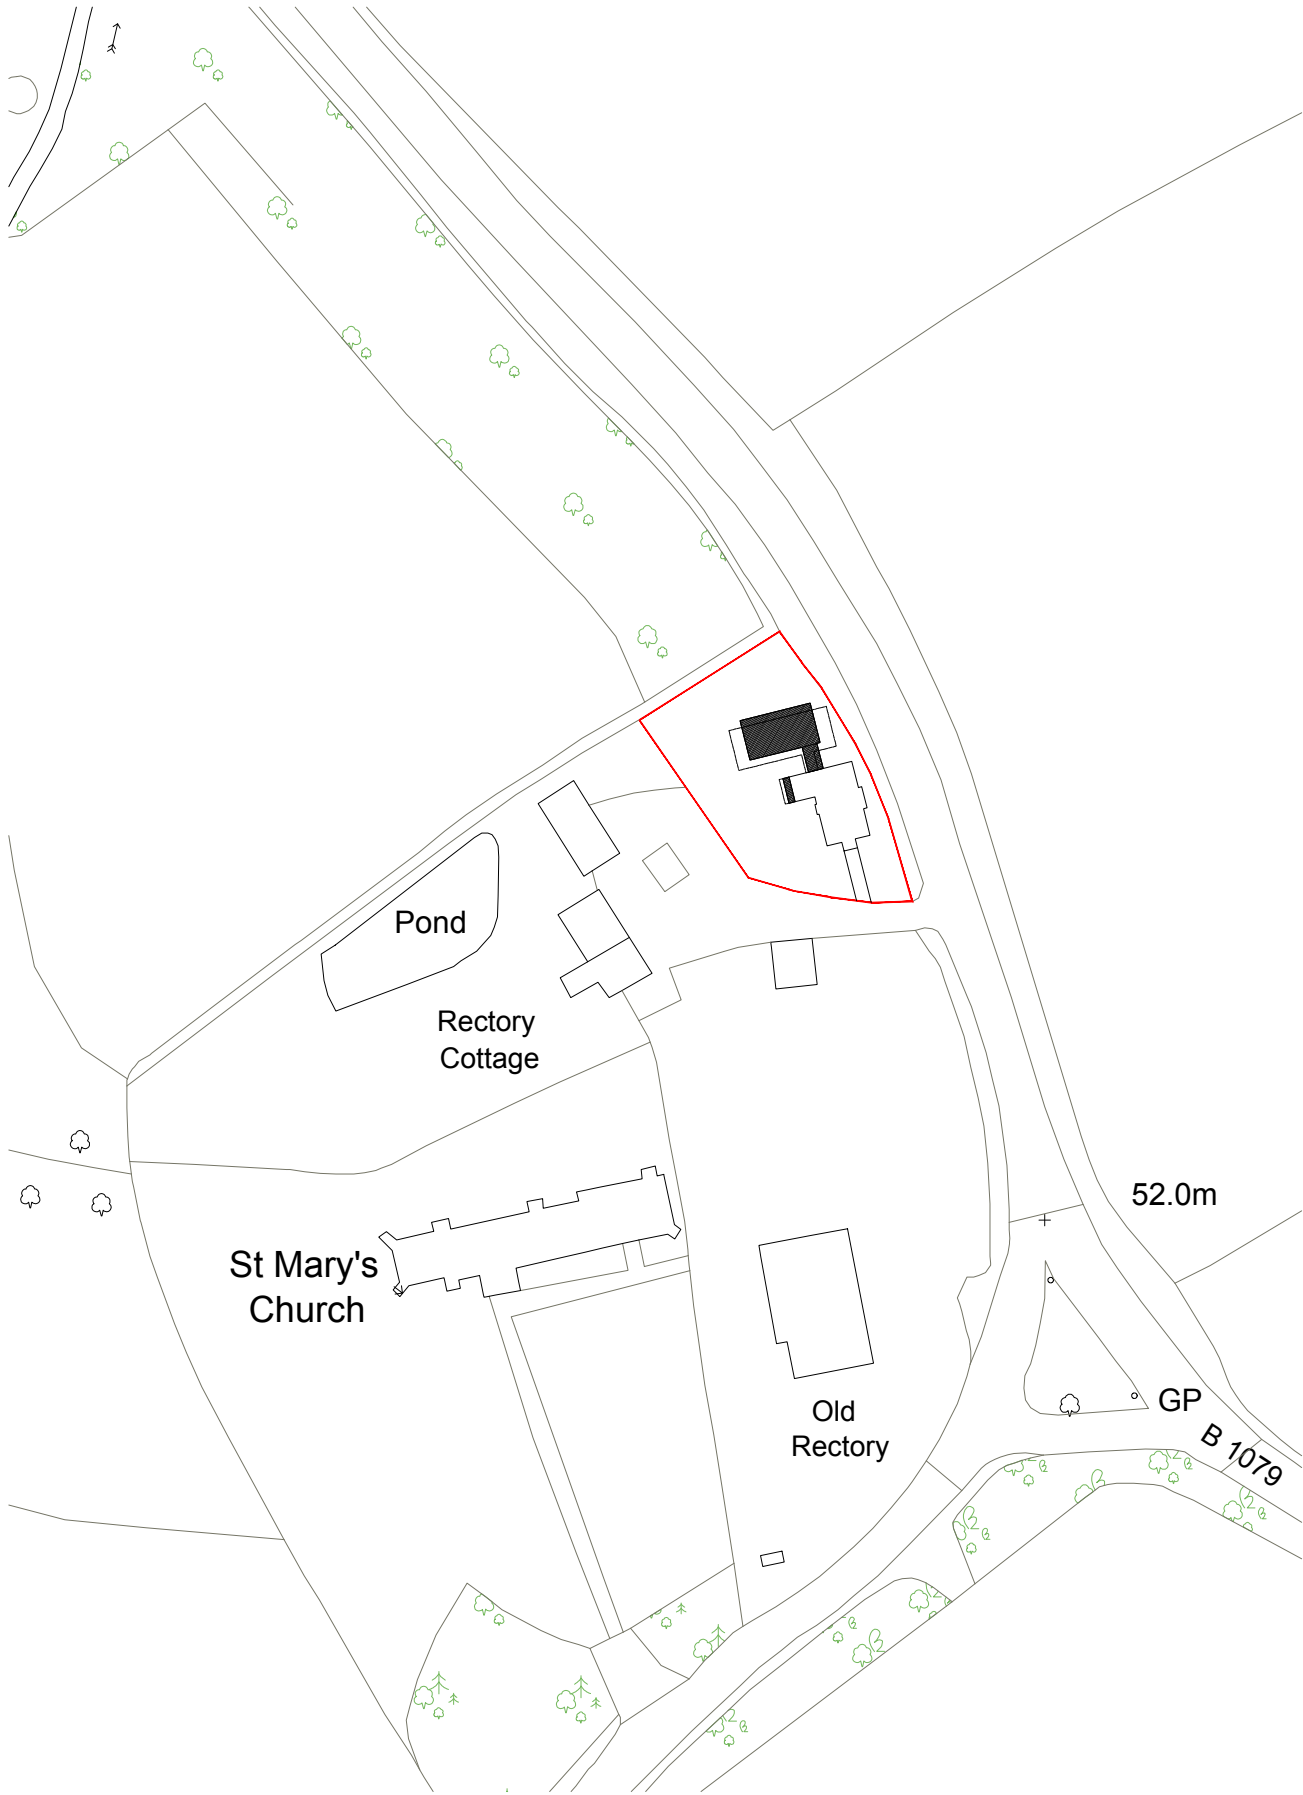 Pond
Rectory
Cottage
52.0m
St Mary's
Church
GP
Old
Rectory
B 1079